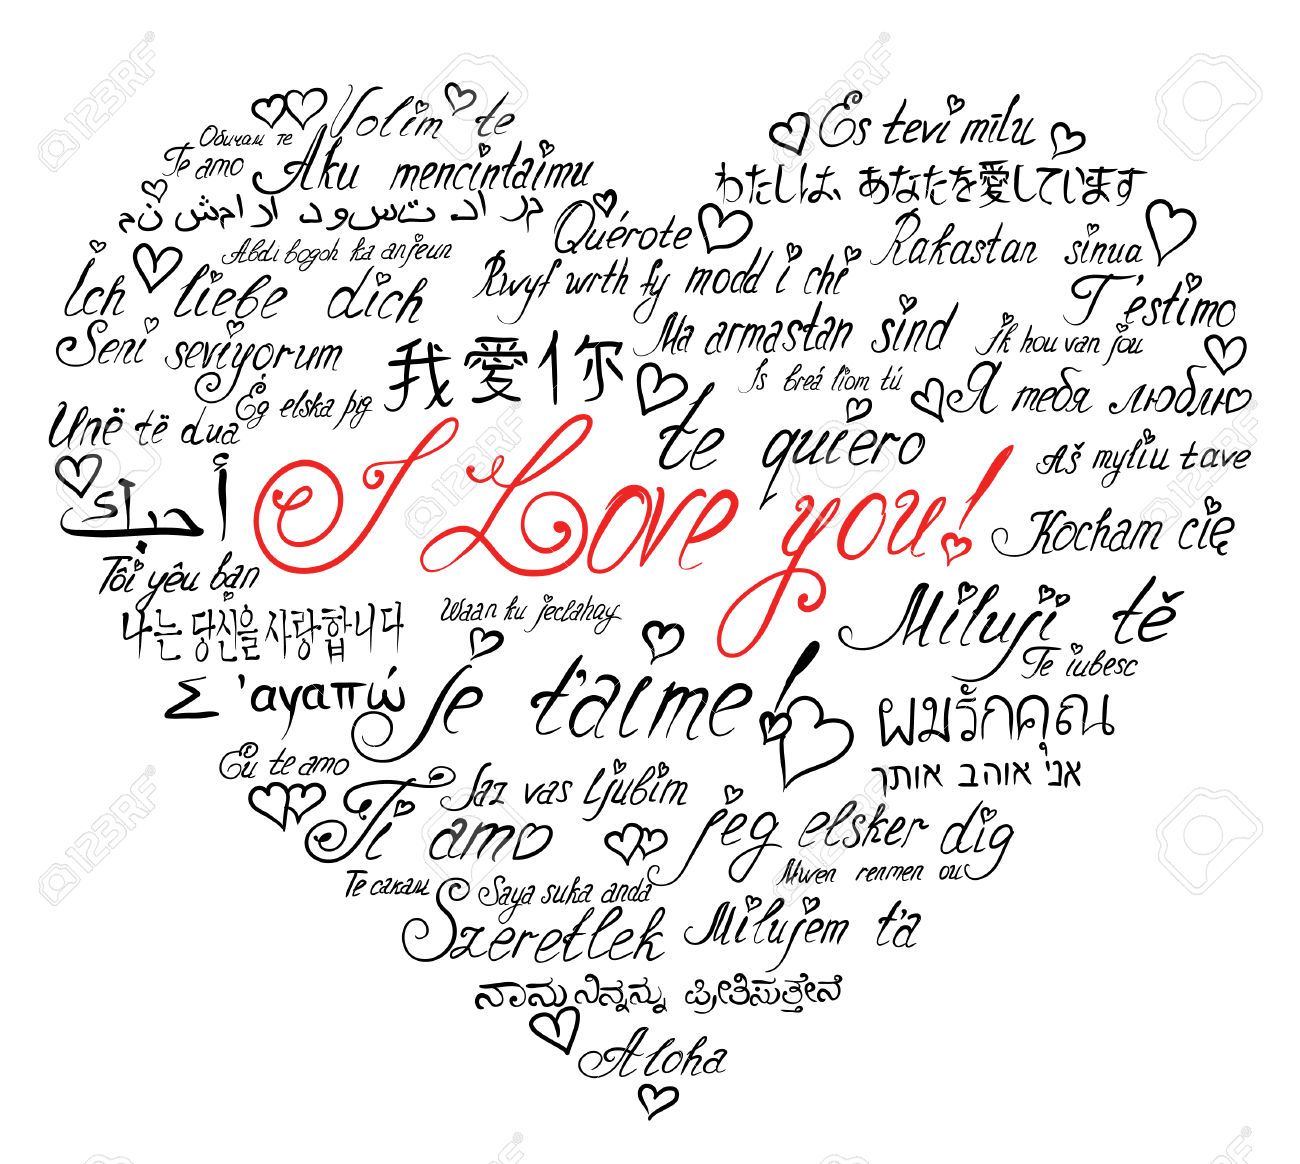 Volim te
Обичам те
Te amo
Aku mencintaimu
Es tevi mīlu
わたしは、あなたを愛しています
من شمارا دوست دارم
Quérote
Rakastan sinua
Abdi bogoh ka anjeun
Ich liebe dich
Rwyf wrth fy modd i chi
T'estimo
Seni seviyorum
我愛你
Ma armastan sind
Ik hou van jou
Is breá liom tú
Eg elska þig
Я тебя люблю
Unë të dua
te quiero
Aš myliu tave
أحبك
I Love you!
Kocham cię
Tôi yêu bạn
Waan ku jeclahay
Miluji tě
나는 당신을 사랑합니다
Te iubesc
Σ 'αγαπώ
Je t'aime!
ผมรักคุณ
Eu te amo
אני אוהב אותך
Jaz vas ljubim
Ti amo
jeg elsker dig
Mwen renmen ou
Те сакам
Saya suka anda
Szeretlek
Milujem ťa
ನಾನು ನಿನ್ನನ್ನು ಪ್ರೀತಿಸುತ್ತೇನೆ
Aloha
123RF